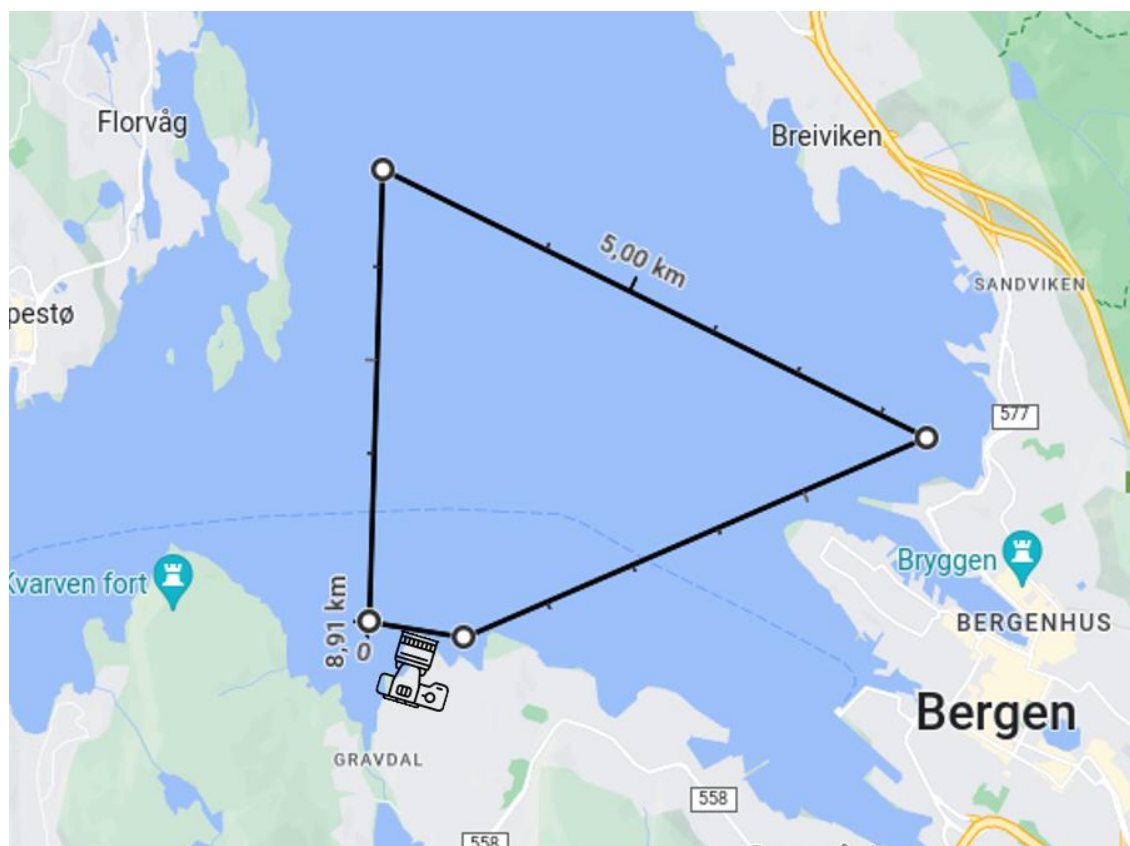 Florvåg
Breiviken
5,00 km
SANDVIKEN
pestø
577
Kvarven fort
Bryggen
8,91 km
0
BERGENHUS
Bergen
GRAVDAL
558
558